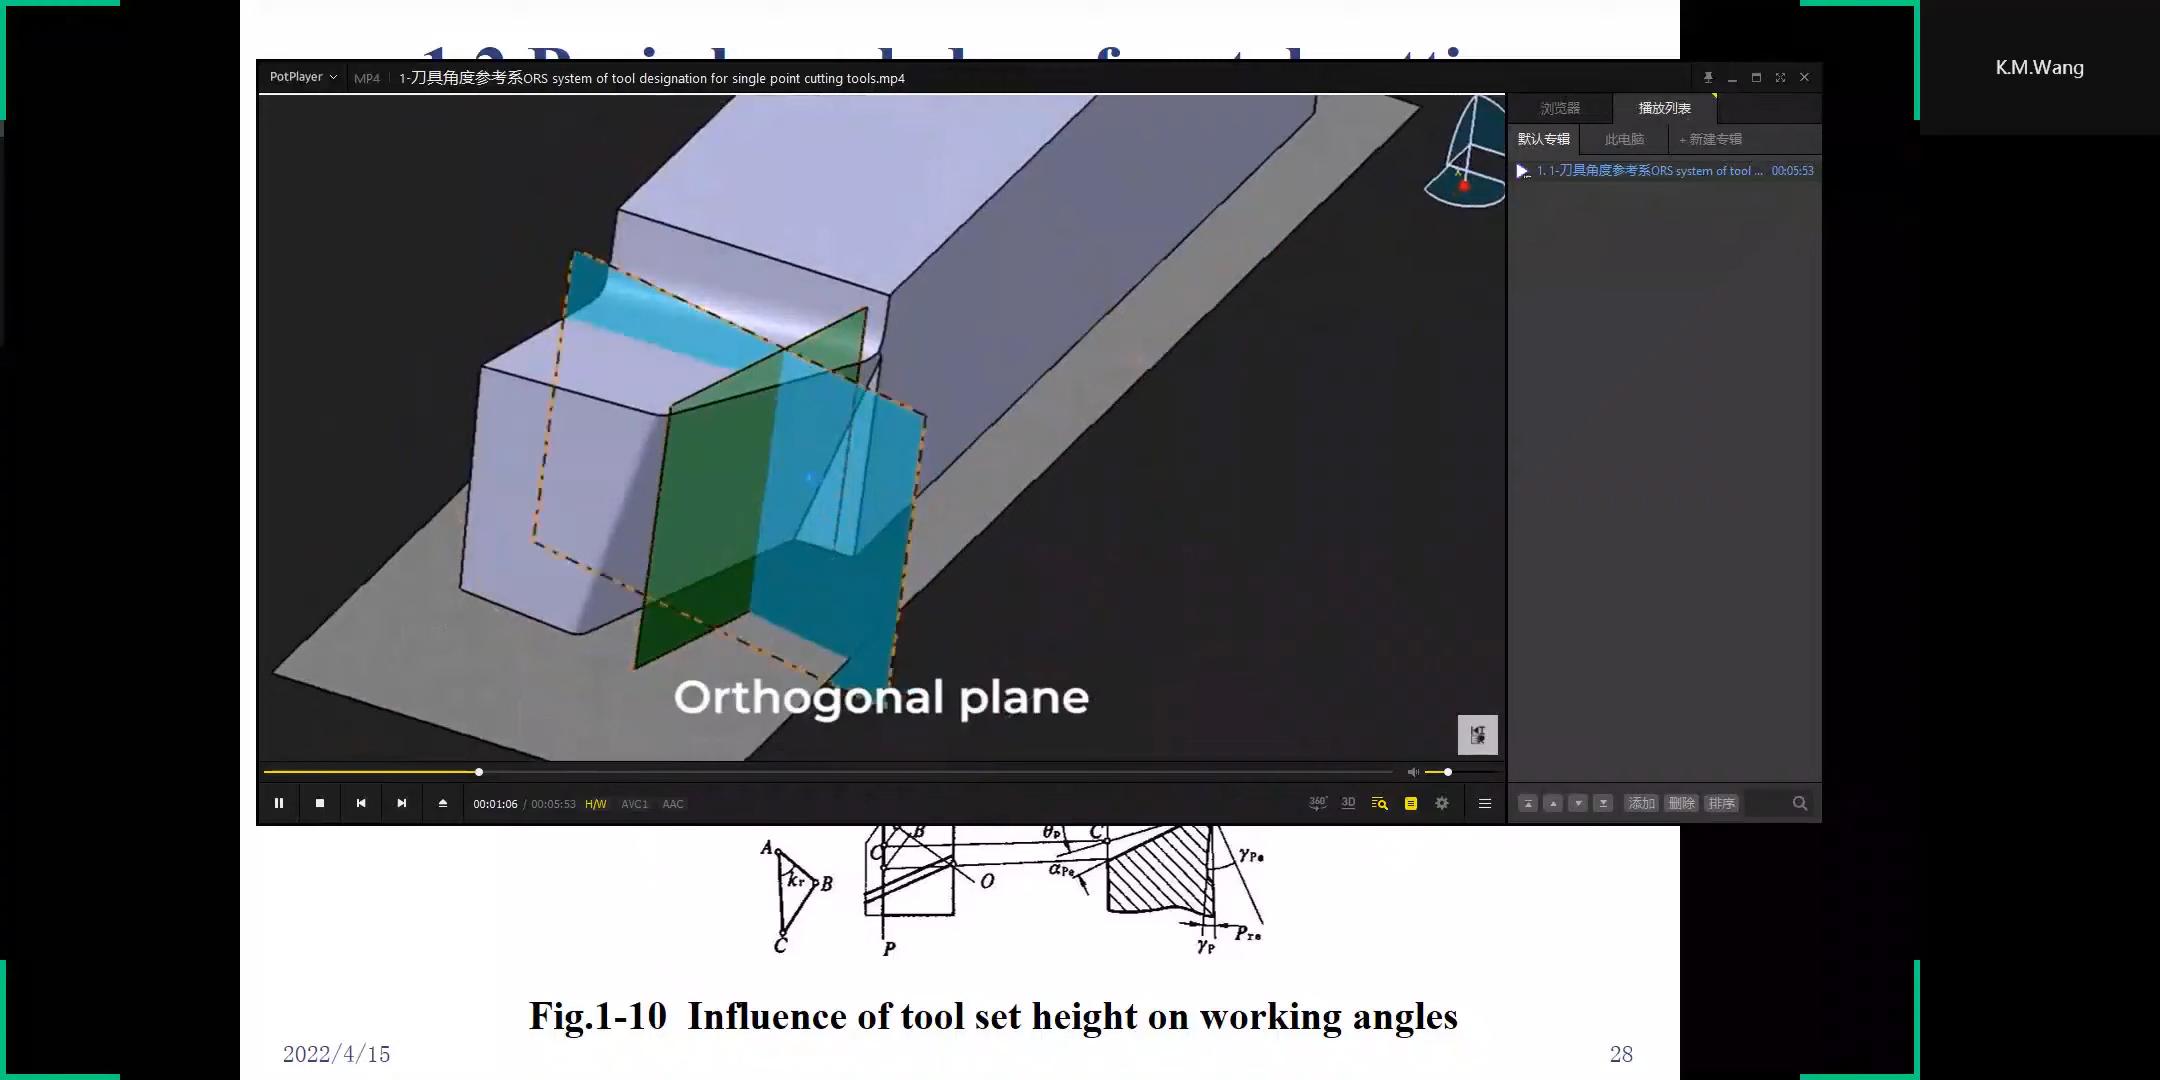 K.M.Wang
PotPlayer MP4 1-刀具角度参考系ORS system of tool designation for single point cutting tools.mp4
浏览器 播放列表
默认专辑 此电脑 + 新建专辑
1. 1-刀具角度参考系ORS system of tool ... 00:05:53
Orthogonal plane
00:01:06 / 00:05:53 H/W AVC1 AAC
360° 3D
添加 删除 排序
A B C kr
B C O P
θP C αPe γPe γP Pre
Fig.1-10 Influence of tool set height on working angles
2022/4/15
28